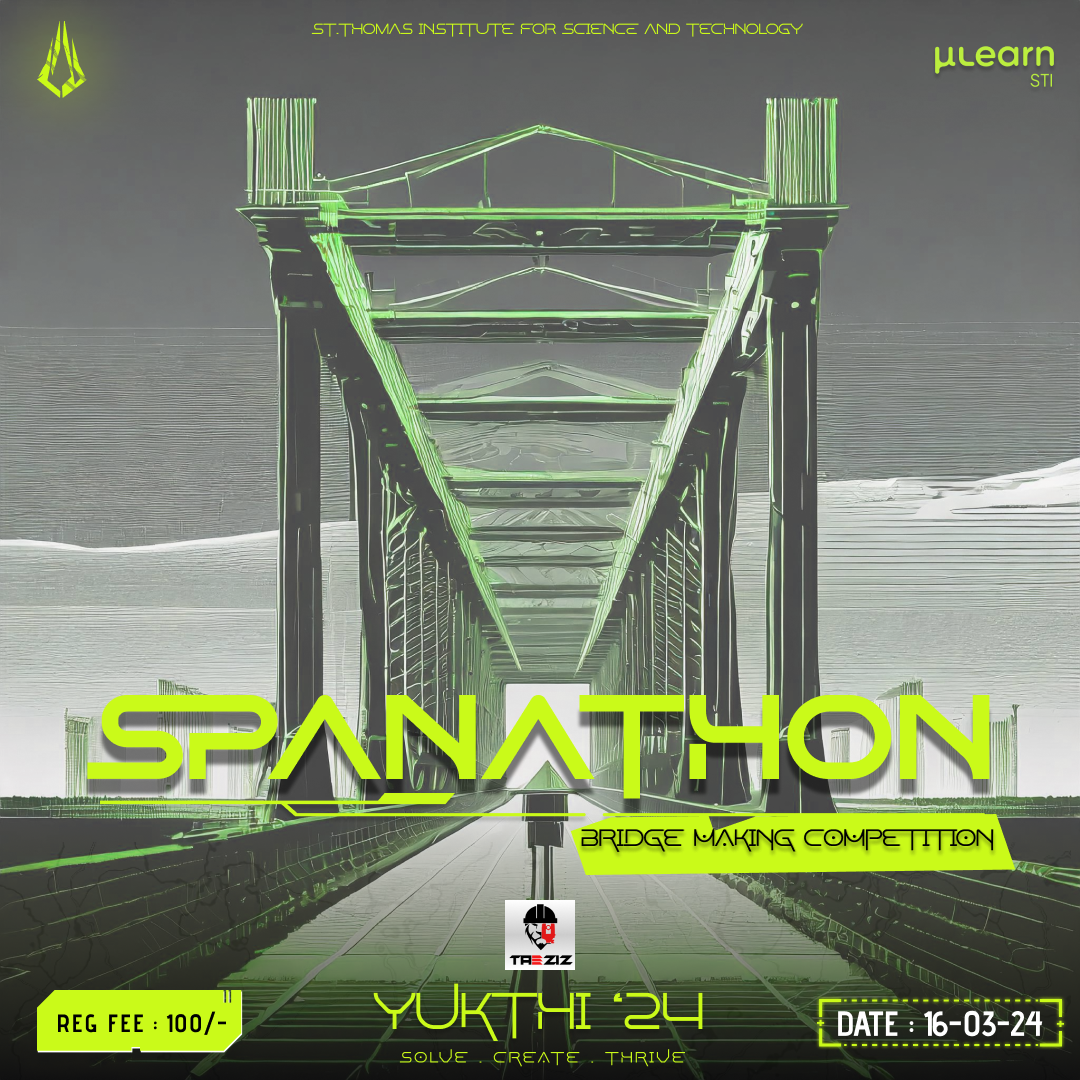 ST.THOMAS INSTITUTE FOR SCIENCE AND TECHNOLOGY
µLearn
STI
SPANATHON
BRIDGE MAKING COMPETITION
TAEZIZ
YUKTHI '24
SOLVE . CREATE . THRIVE
REG FEE : 100/-
DATE : 16-03-24